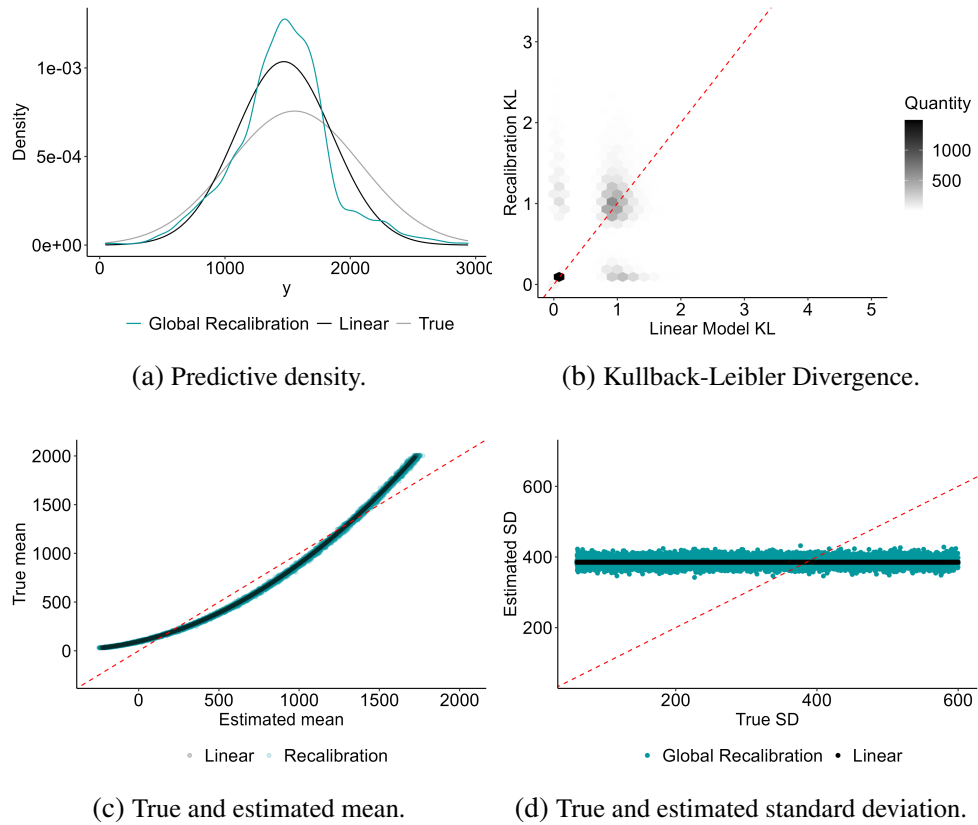 Density
1e-03
5e-04
0e+00
0
1000
2000
3000
y
Global Recalibration
Linear
True
(a) Predictive density.
Recalibration KL
3
2
1
0
0
1
2
3
4
5
Linear Model KL
Quantity
1000
500
(b) Kullback-Leibler Divergence.
True mean
2000
1500
1000
500
0
0
500
1000
1500
2000
Estimated mean
Linear
Recalibration
(c) True and estimated mean.
Estimated SD
600
400
200
200
400
600
True SD
Global Recalibration
Linear
(d) True and estimated standard deviation.